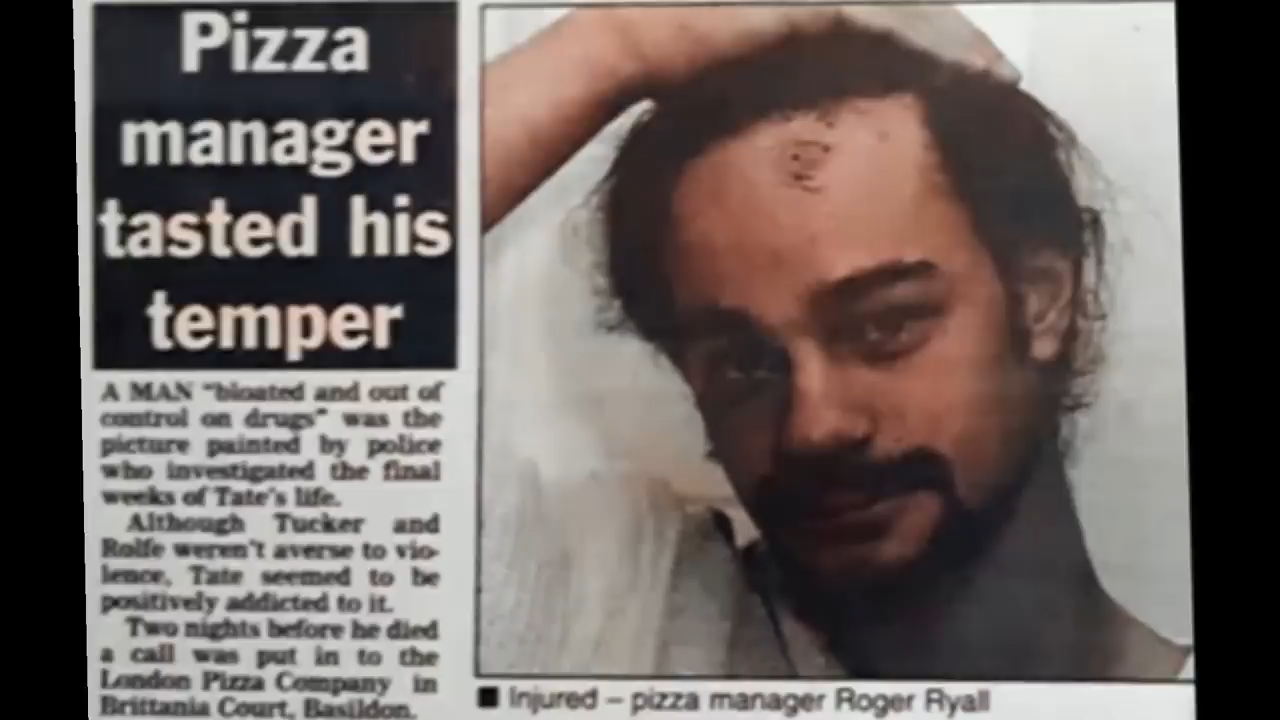 Pizza
manager
tasted his
temper
A MAN "bloated and out of
control on drugs" was the
picture painted by police
who investigated the final
weeks of Tate's life.
Although Tucker and
Rolfe weren't averse to vio-
lence, Tate seemed to be
positively addicted to it.
Two nights before he died
a call was put in to the
London Pizza Company in
Brittania Court, Basildon.
■ Injured – pizza manager Roger Ryall